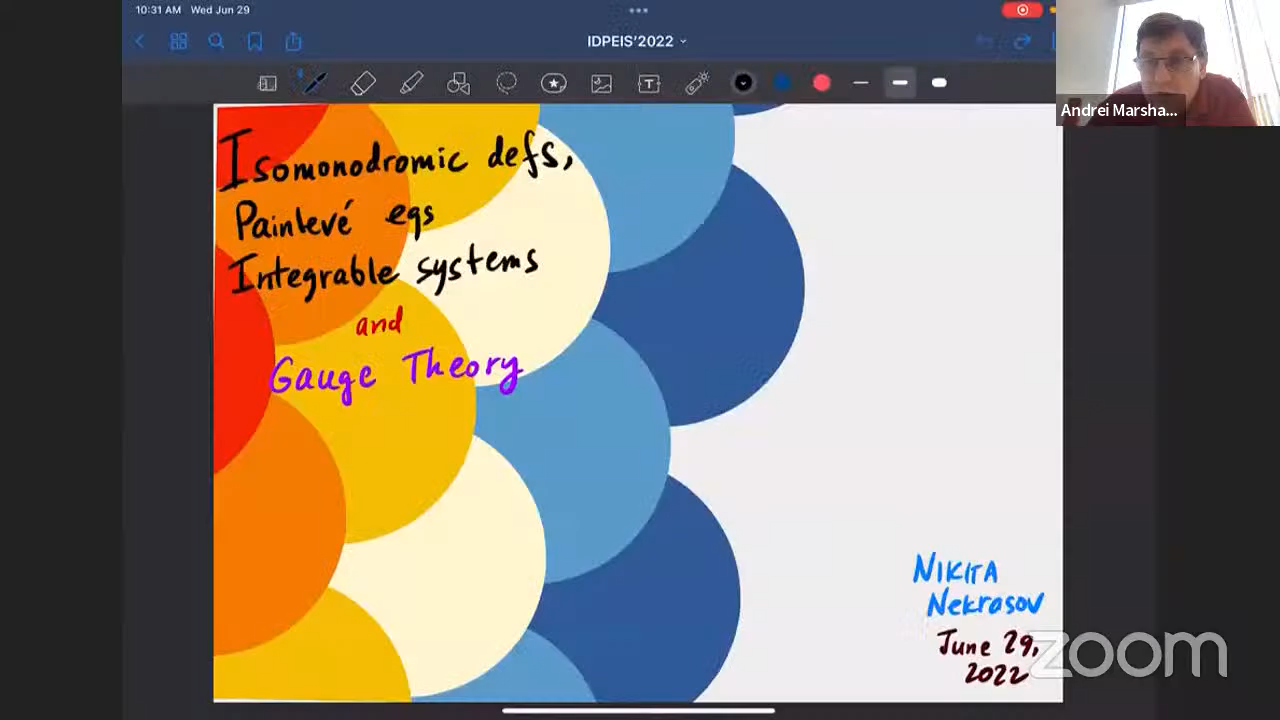 10:31 AM Wed Jun 29
IDPEIS'2022
Andrei Marsha...
Isomonodromic defs,
Painlevé eqs
Integrable systems
and
Gauge Theory
NIKITA
Nekrasov
June 29,
2022
zoom